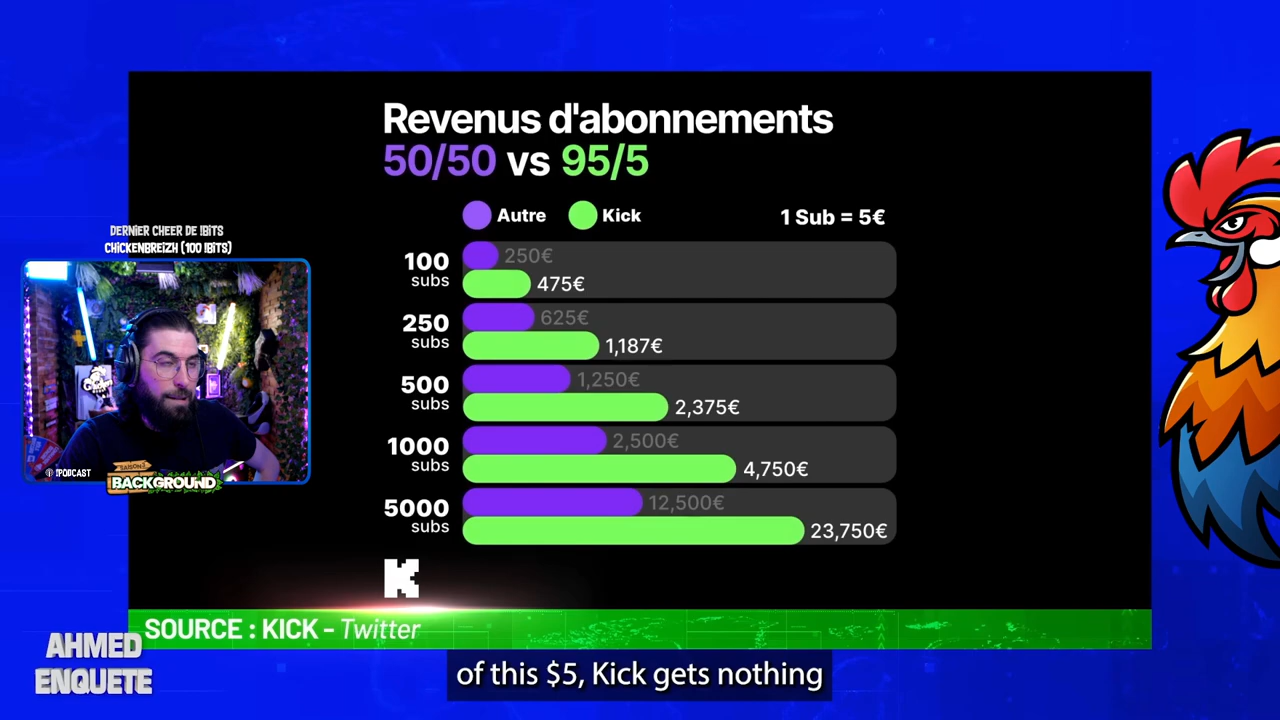 Revenus d'abonnements
50/50 vs 95/5
Autre Kick 1 Sub = 5€
100 subs 250€ 475€
250 subs 625€ 1,187€
500 subs 1,250€ 2,375€
1000 subs 2,500€ 4,750€
5000 subs 12,500€ 23,750€
DERNIER CHEER DE !BITS
CHICKENBREIZH (100 !BITS)
!PODCAST
SAISON 2
BACKGROUND
K
SOURCE : KICK - Twitter
AHMED
ENQUETE
of this $5, Kick gets nothing